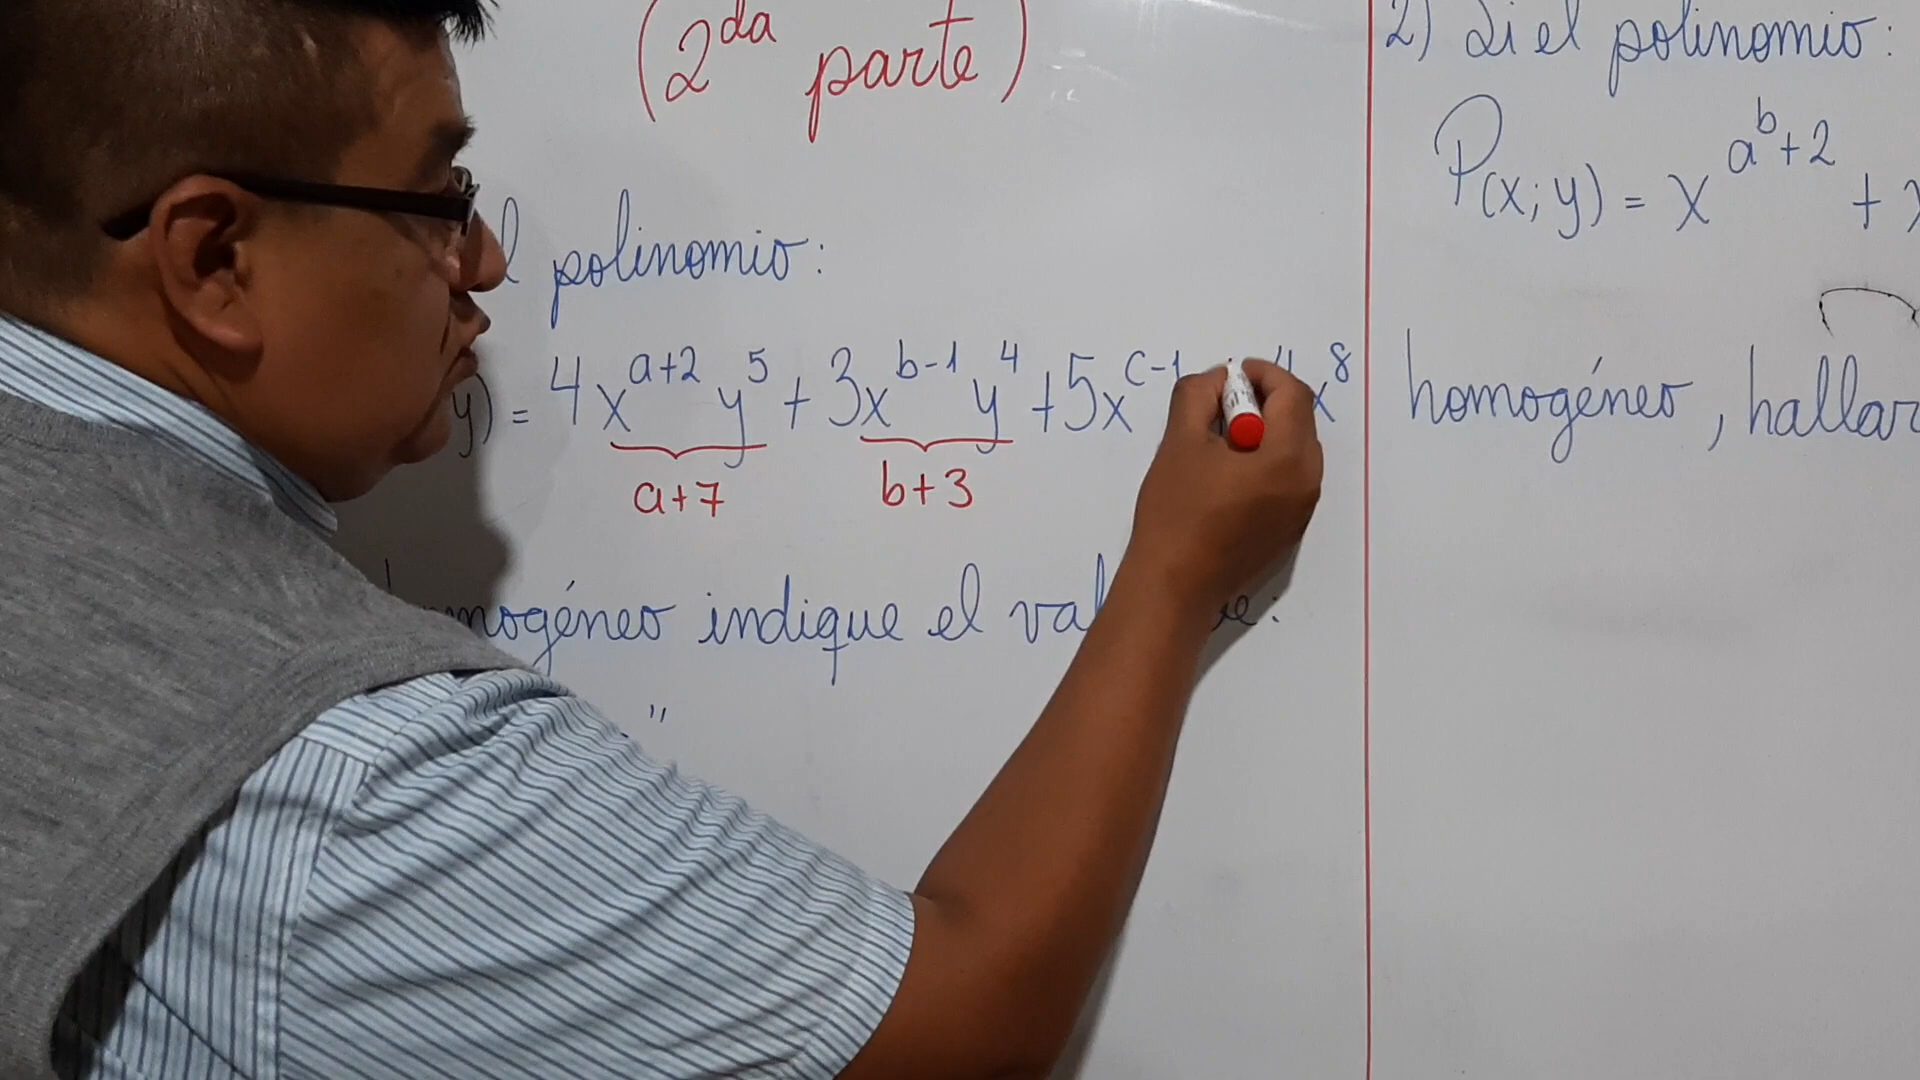 (2da parte)
polinomio:
y) = 4x^{a+2} y^5 + 3x^{b-1} y^4 + 5x^{c-1} x^8
a+7 b+3
mogéneo indique el
"
2) Si el polinomio:
P(x; y) = x^{a^b+2} +
homogéneo, hallar